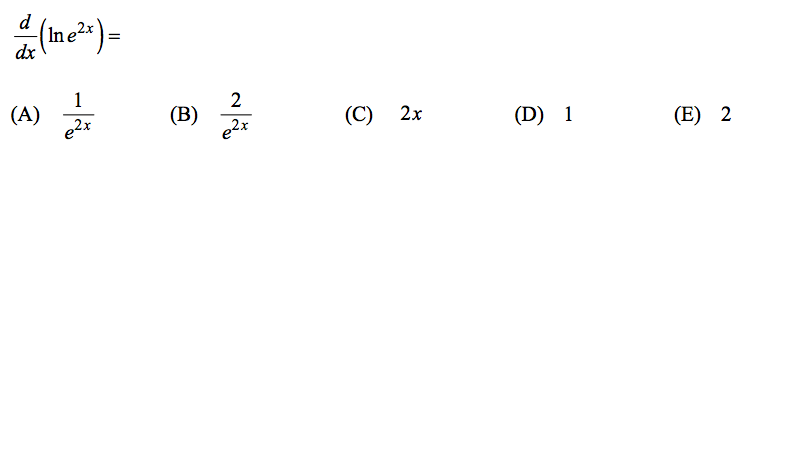 d/dx (ln e^{2x}) =
(A) 1/e^{2x} (B) 2/e^{2x} (C) 2x (D) 1 (E) 2